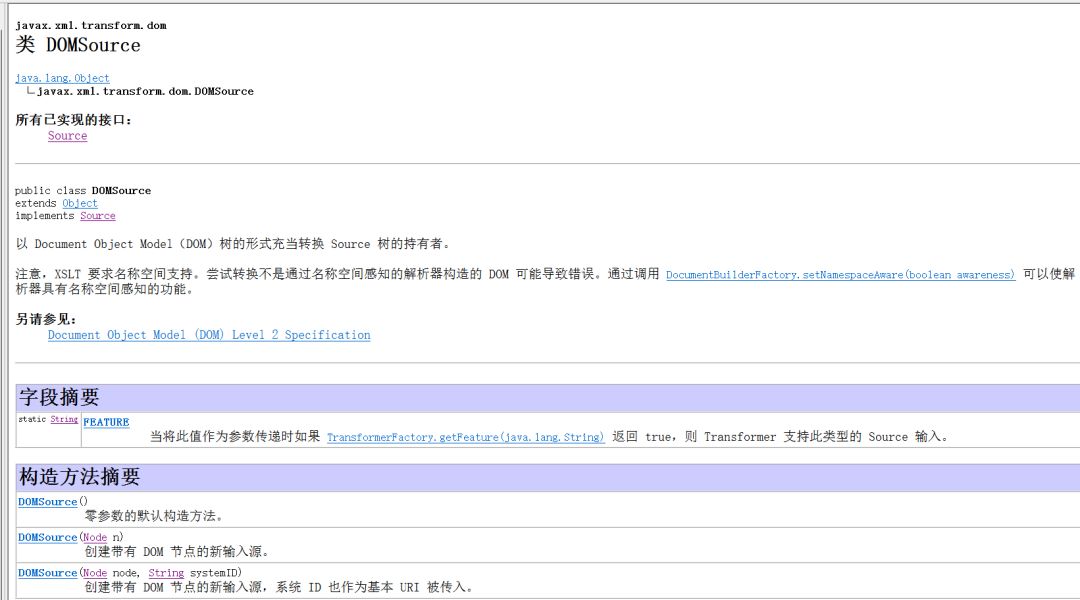 javax.xml.transform.dom
类 DOMSource
java.lang.Object
javax.xml.transform.dom.DOMSource
所有已实现的接口:
Source
public class DOMSource
extends Object
implements Source
以 Document Object Model（DOM）树的形式充当转换 Source 树的持有者。
注意，XSLT 要求名称空间支持。尝试转换不是通过名称空间感知的解析器构造的 DOM 可能导致错误。通过调用 DocumentBuilderFactory.setNamespaceAware(boolean awareness) 可以使解
析器具有名称空间感知的功能。
另请参见:
Document Object Model (DOM) Level 2 Specification
字段摘要
static String FEATURE
当将此值作为参数传递时如果 TransformerFactory.getFeature(java.lang.String) 返回 true，则 Transformer 支持此类型的 Source 输入。
构造方法摘要
DOMSource()
零参数的默认构造方法。
DOMSource(Node n)
创建带有 DOM 节点的新输入源。
DOMSource(Node node, String systemID)
创建带有 DOM 节点的新输入源，系统 ID 也作为基本 URI 被传入。